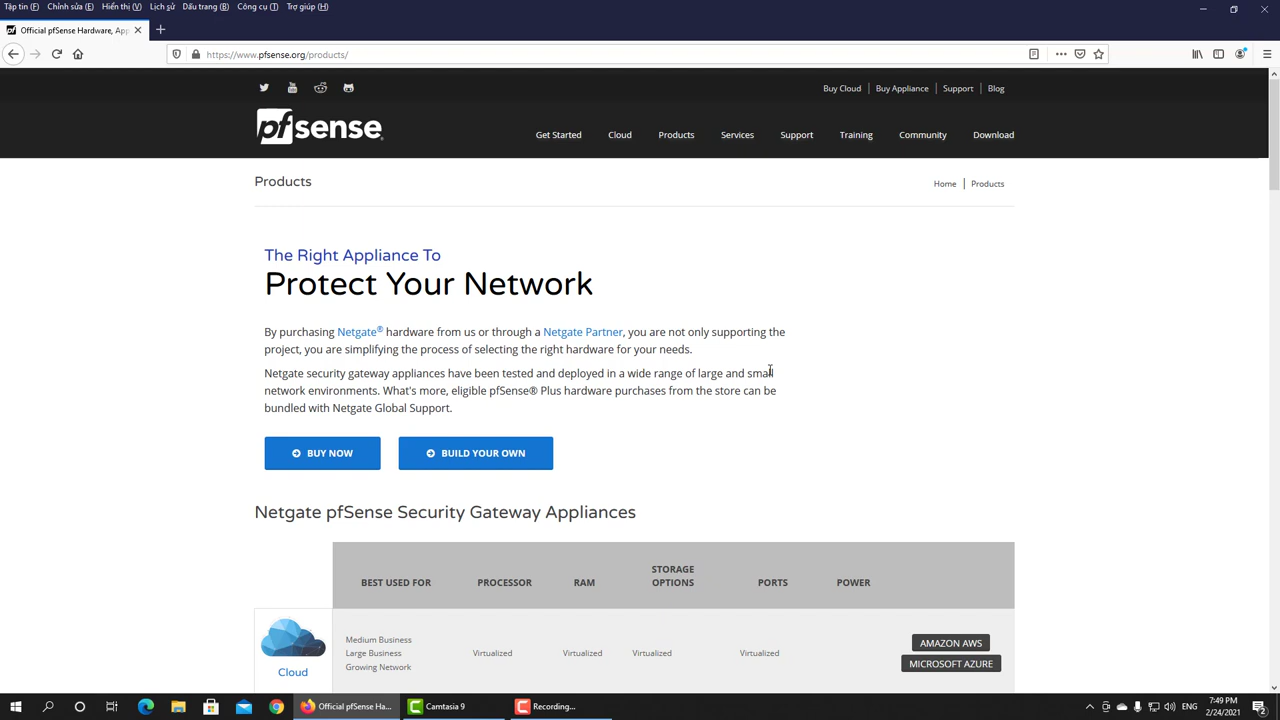 Tập tin (F) Chỉnh sửa (E) Hiển thị (V) Lịch sử Dấu trang (B) Công cụ (T) Trợ giúp (H)
pf Official pfSense Hardware, App
https://www.pfsense.org/products/
Buy Cloud Buy Appliance Support Blog
pfsense
Get Started Cloud Products Services Support Training Community Download
Products
Home Products
The Right Appliance To
Protect Your Network
By purchasing Netgate® hardware from us or through a Netgate Partner, you are not only supporting the
project, you are simplifying the process of selecting the right hardware for your needs.
Netgate security gateway appliances have been tested and deployed in a wide range of large and small
network environments. What's more, eligible pfSense® Plus hardware purchases from the store can be
bundled with Netgate Global Support.
BUY NOW BUILD YOUR OWN
Netgate pfSense Security Gateway Appliances
BEST USED FOR PROCESSOR RAM STORAGE OPTIONS PORTS POWER
Medium Business
Large Business
Growing Network
Virtualized Virtualized Virtualized Virtualized
AMAZON AWS
MICROSOFT AZURE
Cloud
Official pfSense Ha... Camtasia 9 Recording...
ENG
7:49 PM
2/24/2021
2